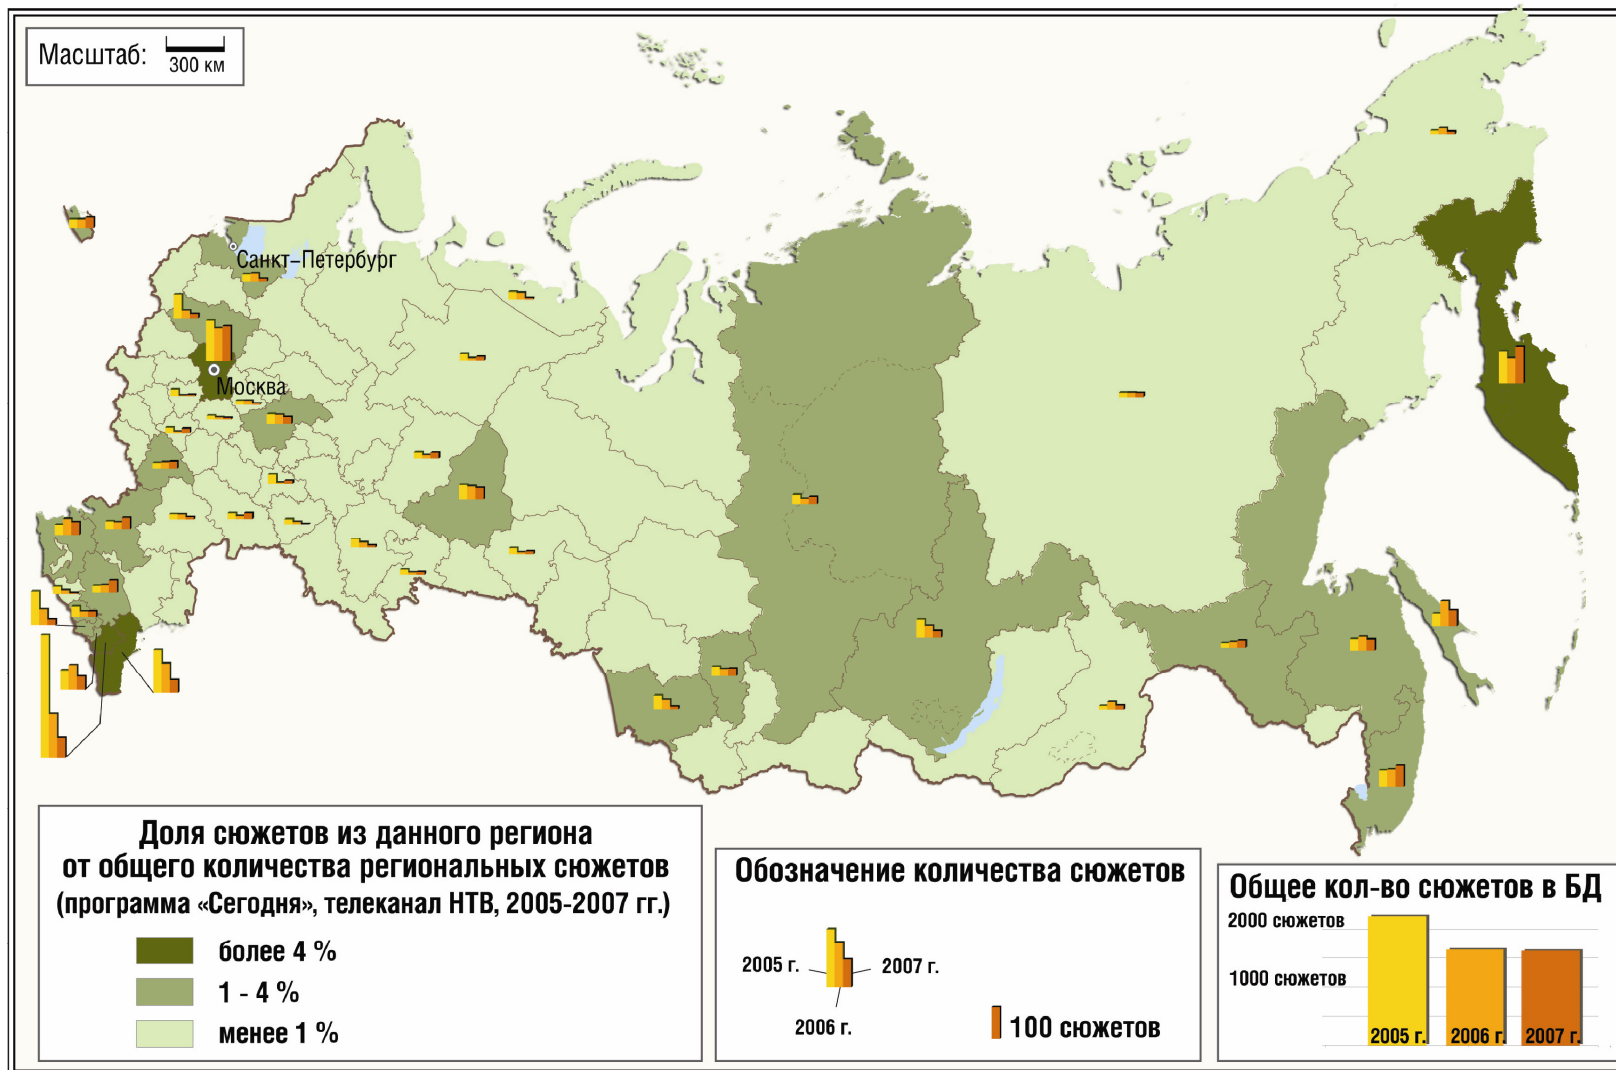 Масштаб:
300 км
Санкт-Петербург
Москва
Доля сюжетов из данного региона
от общего количества региональных сюжетов
(программа «Сегодня», телеканал НТВ, 2005-2007 гг.)
более 4 %
1 - 4 %
менее 1 %
Обозначение количества сюжетов
2005 г.
2007 г.
2006 г.
100 сюжетов
Общее кол-во сюжетов в БД
2000 сюжетов
1000 сюжетов
2005 г.
2006 г.
2007 г.